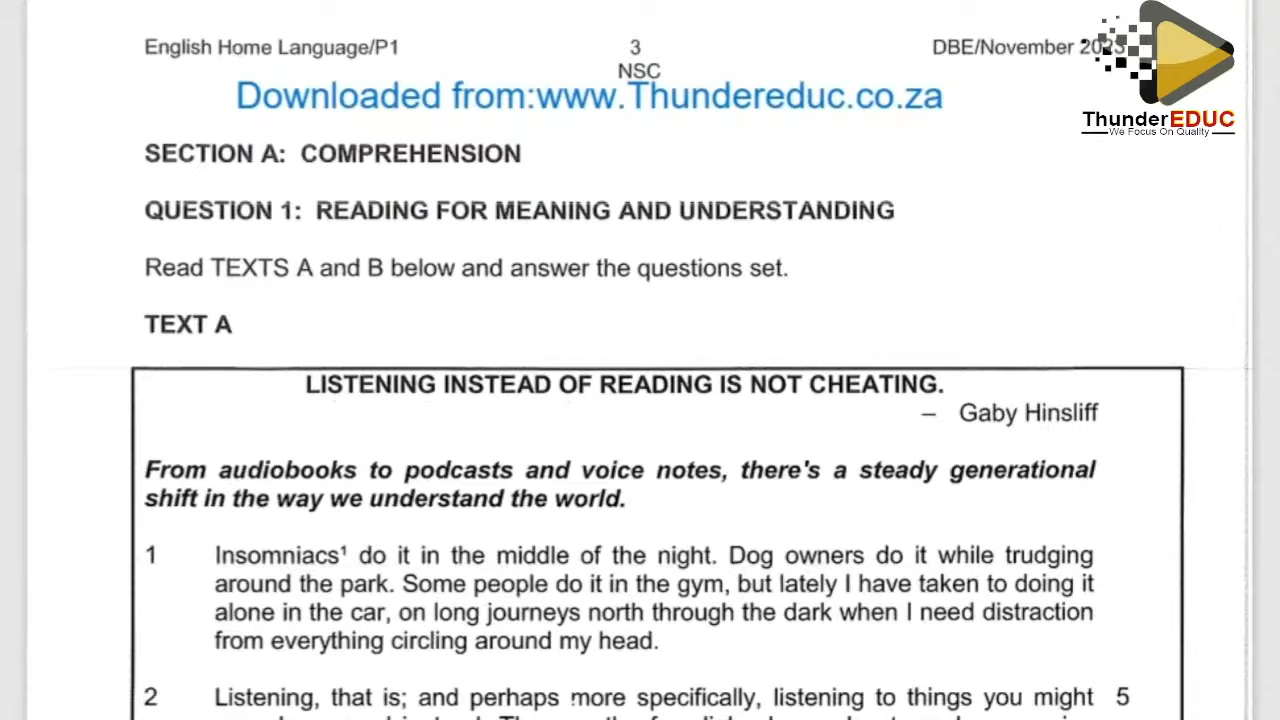 English Home Language/P1 3 DBE/November 2023
NSC
Downloaded from:www.Thundereduc.co.za
ThunderEDUC
We Focus On Quality
SECTION A: COMPREHENSION
QUESTION 1: READING FOR MEANING AND UNDERSTANDING
Read TEXTS A and B below and answer the questions set.
TEXT A
LISTENING INSTEAD OF READING IS NOT CHEATING.
– Gaby Hinsliff
From audiobooks to podcasts and voice notes, there's a steady generational
shift in the way we understand the world.
1 Insomniacs¹ do it in the middle of the night. Dog owners do it while trudging
around the park. Some people do it in the gym, but lately I have taken to doing it
alone in the car, on long journeys north through the dark when I need distraction
from everything circling around my head.
2 Listening, that is; and perhaps more specifically, listening to things you might 5